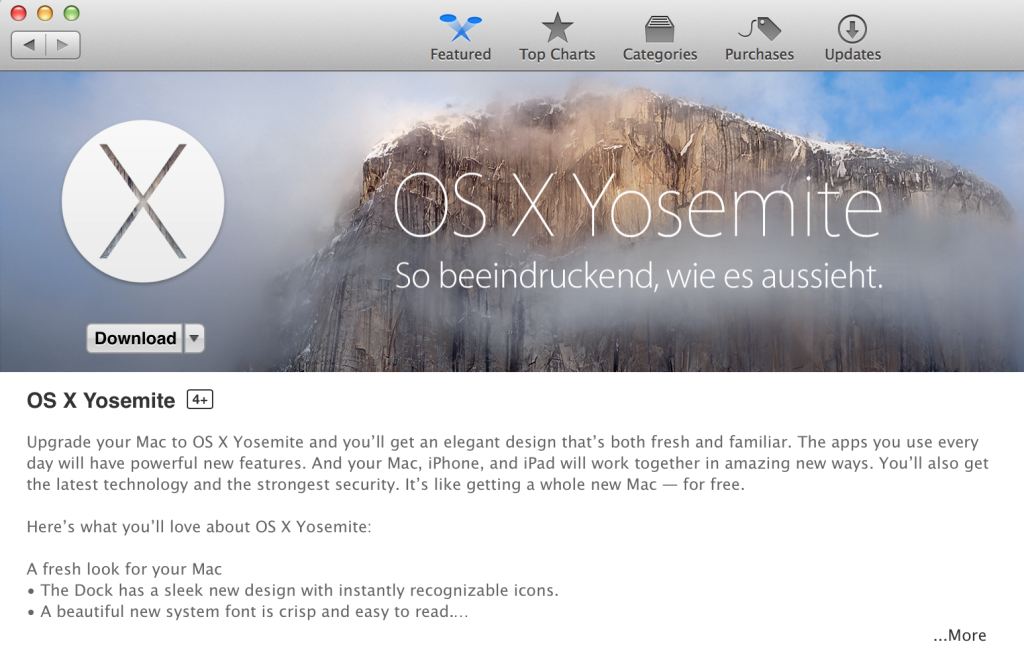 Featured
Top Charts
Categories
Purchases
Updates
OS X Yosemite
So beeindruckend, wie es aussieht.
Download
OS X Yosemite 4+
Upgrade your Mac to OS X Yosemite and you’ll get an elegant design that’s both fresh and familiar. The apps you use every
day will have powerful new features. And your Mac, iPhone, and iPad will work together in amazing new ways. You’ll also get
the latest technology and the strongest security. It’s like getting a whole new Mac — for free.
Here’s what you’ll love about OS X Yosemite:
A fresh look for your Mac
• The Dock has a sleek new design with instantly recognizable icons.
• A beautiful new system font is crisp and easy to read.…
...More